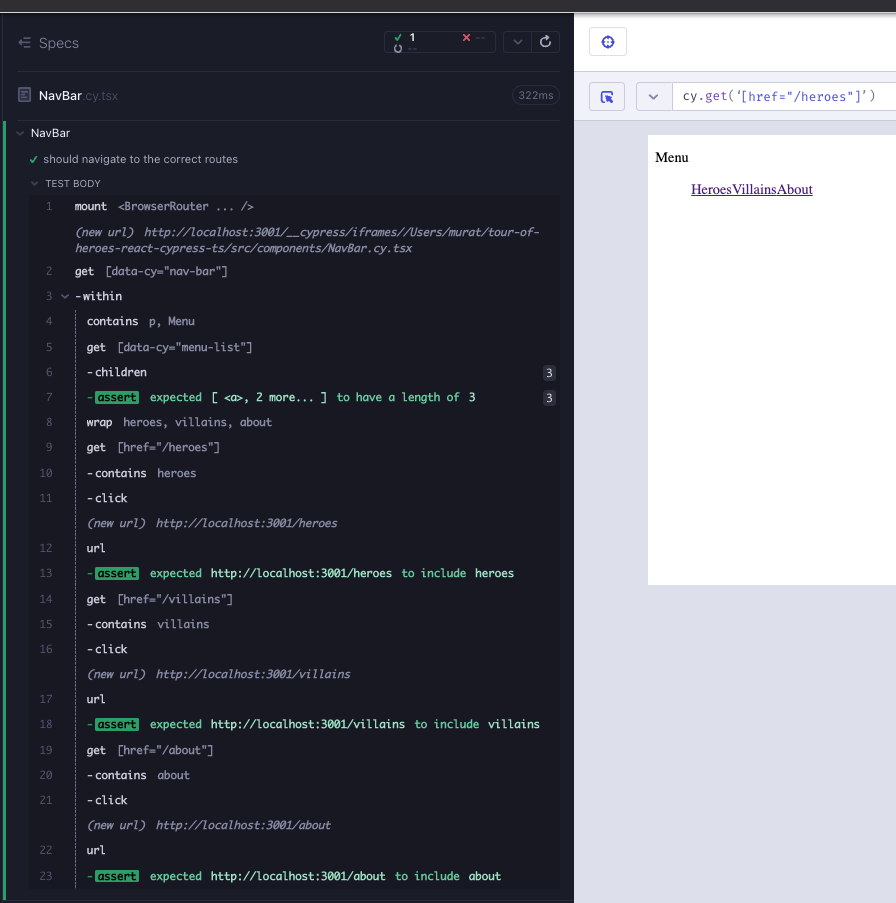 Specs
1
--
--
NavBar.cy.tsx
322ms
NavBar
should navigate to the correct routes
TEST BODY
1 mount <BrowserRouter ... />
(new url) http://localhost:3001/__cypress/iframes//Users/murat/tour-of-
heroes-react-cypress-ts/src/components/NavBar.cy.tsx
2 get [data-cy="nav-bar"]
3 -within
4 contains p, Menu
5 get [data-cy="menu-list"]
6 -children 3
7 -assert expected [ <a>, 2 more... ] to have a length of 3 3
8 wrap heroes, villains, about
9 get [href="/heroes"]
10 -contains heroes
11 -click
(new url) http://localhost:3001/heroes
12 url
13 -assert expected http://localhost:3001/heroes to include heroes
14 get [href="/villains"]
15 -contains villains
16 -click
(new url) http://localhost:3001/villains
17 url
18 -assert expected http://localhost:3001/villains to include villains
19 get [href="/about"]
20 -contains about
21 -click
(new url) http://localhost:3001/about
22 url
23 -assert expected http://localhost:3001/about to include about
cy.get('[href="/heroes"]')
Menu
HeroesVillainsAbout